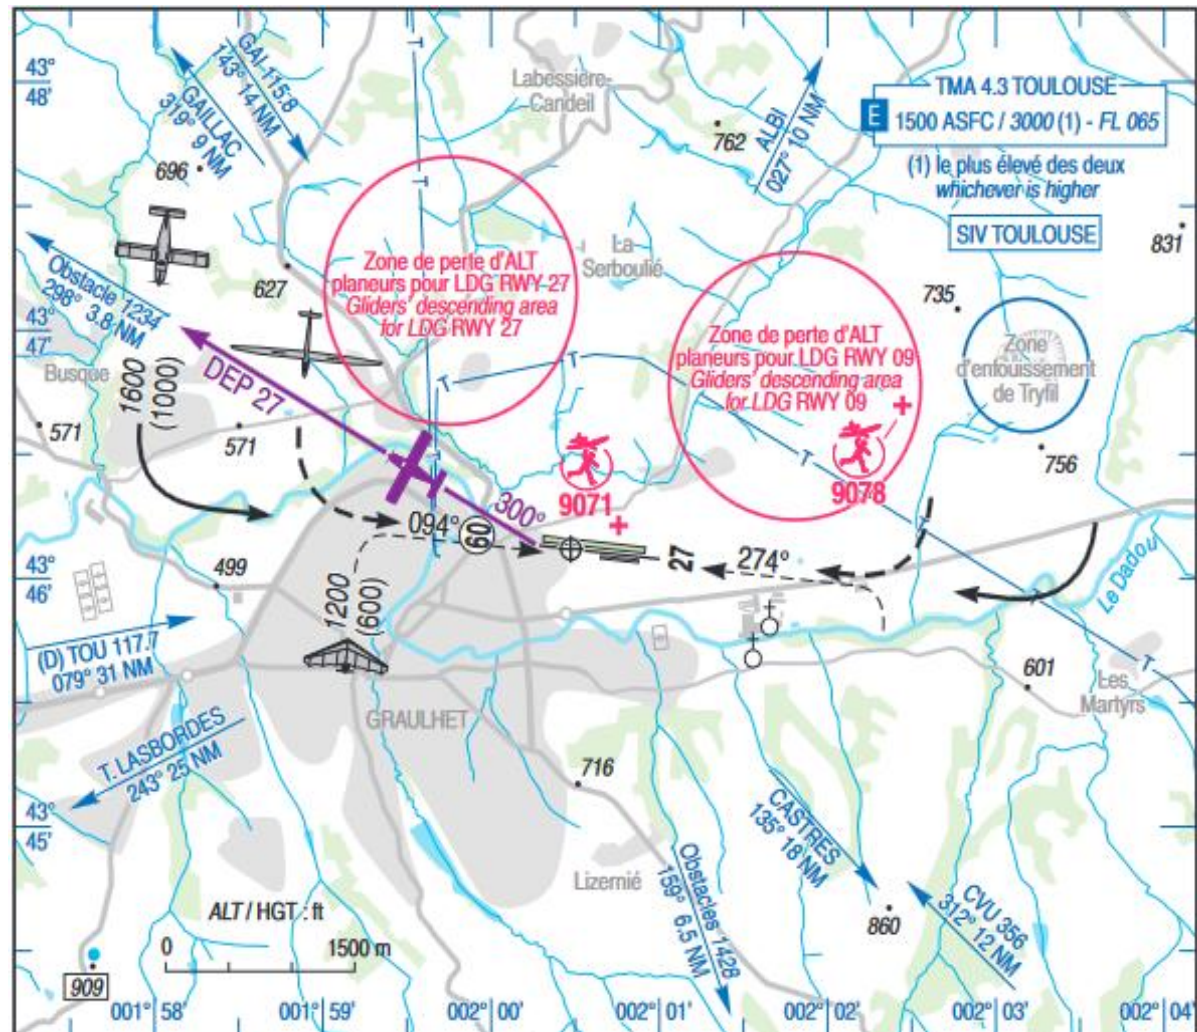 43°
48'
GAI 115.8
143° 14 NM
GAILLAC
319° 9 NM
Labessière-
Candeil
762
ALBI
027° 10 NM
TMA 4.3 TOULOUSE
E
1500 ASFC / 3000 (1) - FL 065
(1) le plus élevé des deux
whichever is higher
SIV TOULOUSE
696
T
T
831
Obstacle 1234
298° 3.8 NM
627
Zone de perte d'ALT
planeurs pour LDG RWY 27
Gliders' descending area
for LDG RWY 27
La
Serboulié
735
43°
47'
Zone de perte d'ALT
planeurs pour LDG RWY 09
Gliders' descending area
for LDG RWY 09
Zone
d'enfouissement
de Tryfil
Busque
1600
(1000)
DEP 27
T
T
T
571
571
756
T
9071
9078
300°
094°
09
27
274°
T
43°
46'
499
1200
(600)
Le Dadou
T
(D) TOU 117.7
079° 31 NM
T
601
Les
Martyrs
GRAULHET
T. LASBORDES
243° 25 NM
716
43°
45'
CASTRES
135° 18 NM
Lizernié
Obstacles 1428
159° 6.5 NM
860
CVU 356
312° 12 NM
ALT / HGT : ft
0
1500 m
909
001° 58'
001° 59'
002° 00'
002° 01'
002° 02'
002° 03'
002° 04'